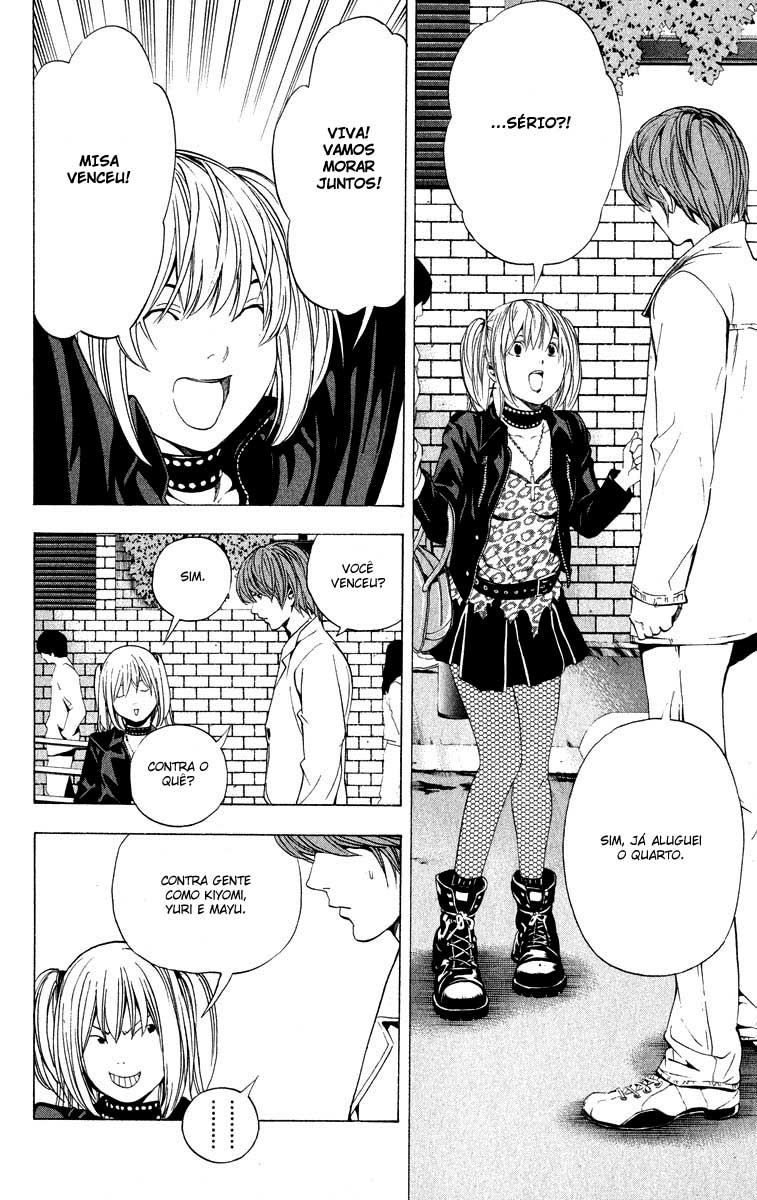 ...SÉRIO?!
SIM, JÁ ALUGUEI
O QUARTO.
VIVA!
VAMOS
MORAR
JUNTOS!
MISA
VENCEU!
VOCÊ
VENCEU?
SIM.
CONTRA O
QUÊ?
CONTRA GENTE
COMO KIYOMI,
YURI E MAYU.